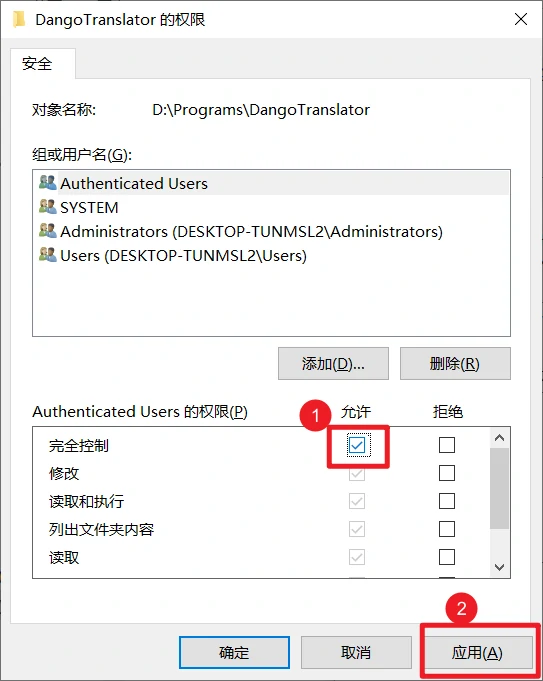 DangoTranslator 的权限
安全
对象名称: D:\Programs\DangoTranslator
组或用户名(G):
Authenticated Users
SYSTEM
Administrators (DESKTOP-TUNMSL2\Administrators)
Users (DESKTOP-TUNMSL2\Users)
添加(D)... 删除(R)
Authenticated Users 的权限(P) 1 允许 拒绝
完全控制
修改
读取和执行
列出文件夹内容
读取
2
确定 取消 应用(A)